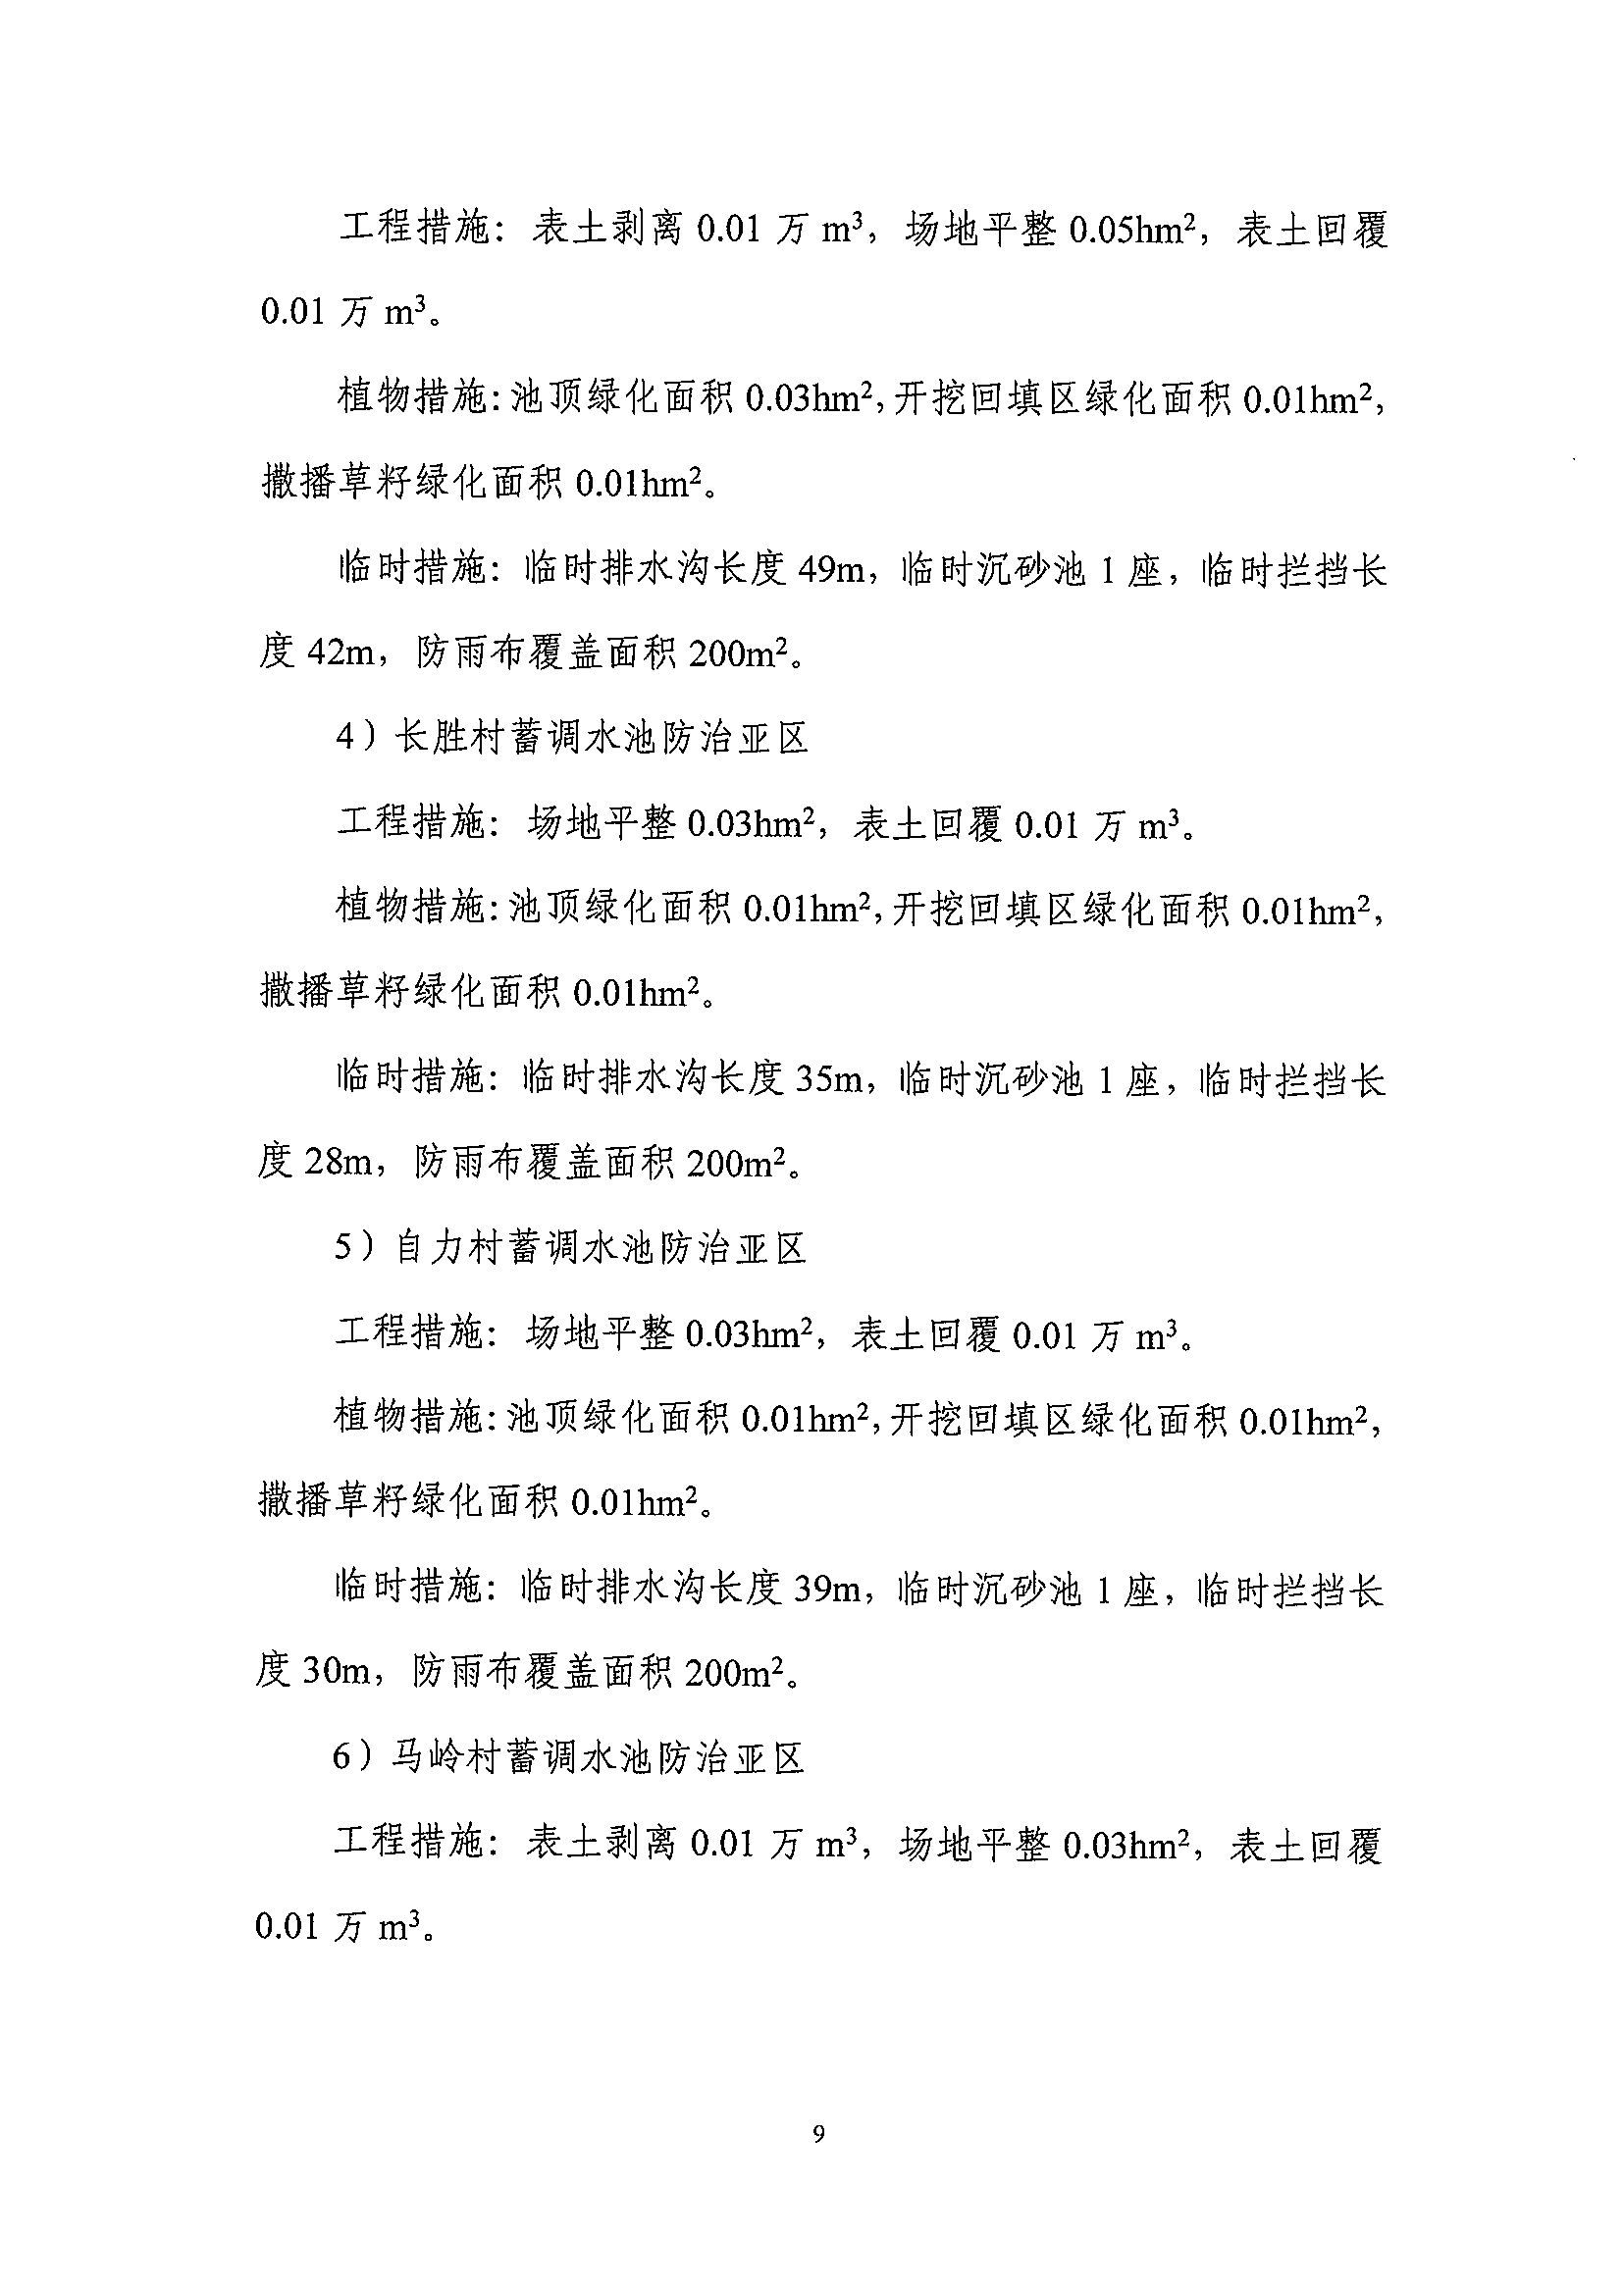 工程措施：表土剥离 0.01 万 m³，场地平整 0.05hm²，表土回覆
0.01 万 m³。
植物措施：池顶绿化面积 0.03hm²，开挖回填区绿化面积 0.01hm²，
撒播草籽绿化面积 0.01hm²。
临时措施：临时排水沟长度 49m，临时沉砂池 1 座，临时拦挡长
度 42m，防雨布覆盖面积 200m²。
4）长胜村蓄调水池防治亚区
工程措施：场地平整 0.03hm²，表土回覆 0.01 万 m³。
植物措施：池顶绿化面积 0.01hm²，开挖回填区绿化面积 0.01hm²，
撒播草籽绿化面积 0.01hm²。
临时措施：临时排水沟长度 35m，临时沉砂池 1 座，临时拦挡长
度 28m，防雨布覆盖面积 200m²。
5）自力村蓄调水池防治亚区
工程措施：场地平整 0.03hm²，表土回覆 0.01 万 m³。
植物措施：池顶绿化面积 0.01hm²，开挖回填区绿化面积 0.01hm²，
撒播草籽绿化面积 0.01hm²。
临时措施：临时排水沟长度 39m，临时沉砂池 1 座，临时拦挡长
度 30m，防雨布覆盖面积 200m²。
6）马岭村蓄调水池防治亚区
工程措施：表土剥离 0.01 万 m³，场地平整 0.03hm²，表土回覆
0.01 万 m³。
9